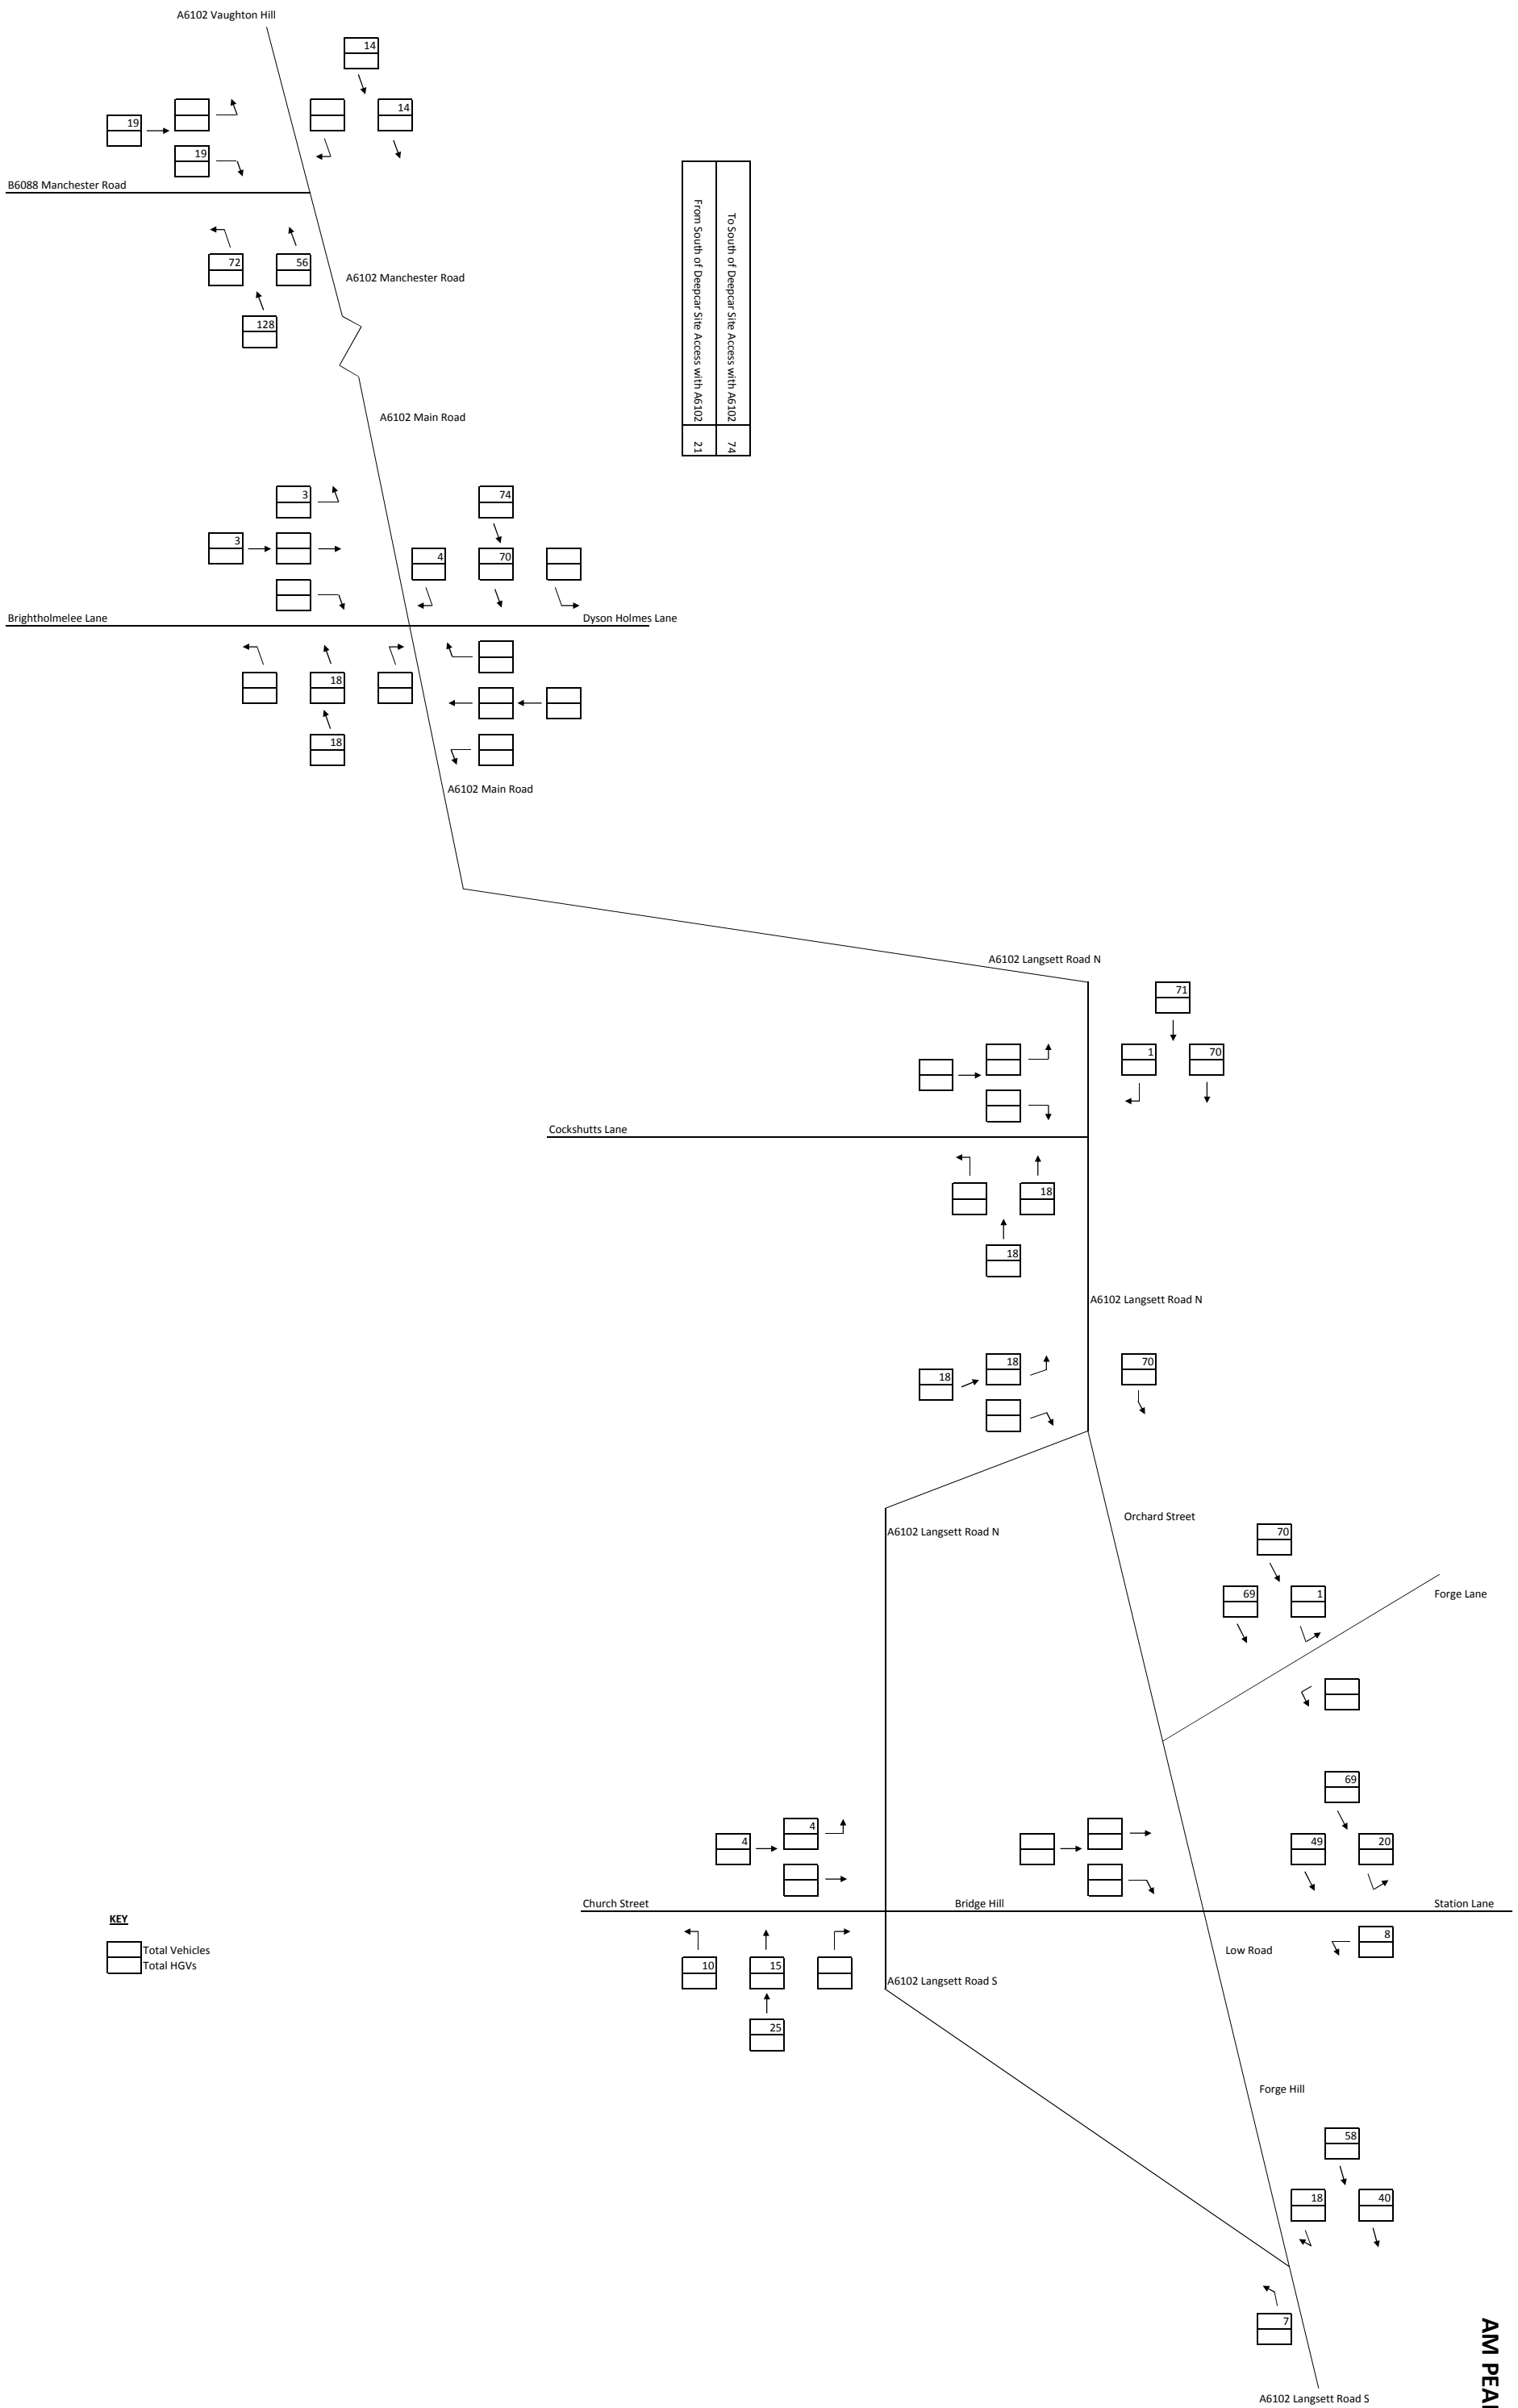 A6102 Vaughton Hill
14
14
19
19
B6088 Manchester Road
72
56
128
A6102 Manchester Road
To South of Deepcar Site Access with A6102 74
From South of Deepcar Site Access with A6102 21
A6102 Main Road
3
74
3
4
70
Brightholmelee Lane
Dyson Holmes Lane
18
18
A6102 Main Road
A6102 Langsett Road N
71
1
70
Cockshutts Lane
18
18
A6102 Langsett Road N
18
18
70
Orchard Street
A6102 Langsett Road N
70
69
1
Forge Lane
69
4
4
49
20
Church Street
Bridge Hill
Station Lane
KEY
Total Vehicles
Total HGVs
8
Low Road
10
15
A6102 Langsett Road S
25
Forge Hill
58
18
40
7
AM PEA
A6102 Langsett Road S